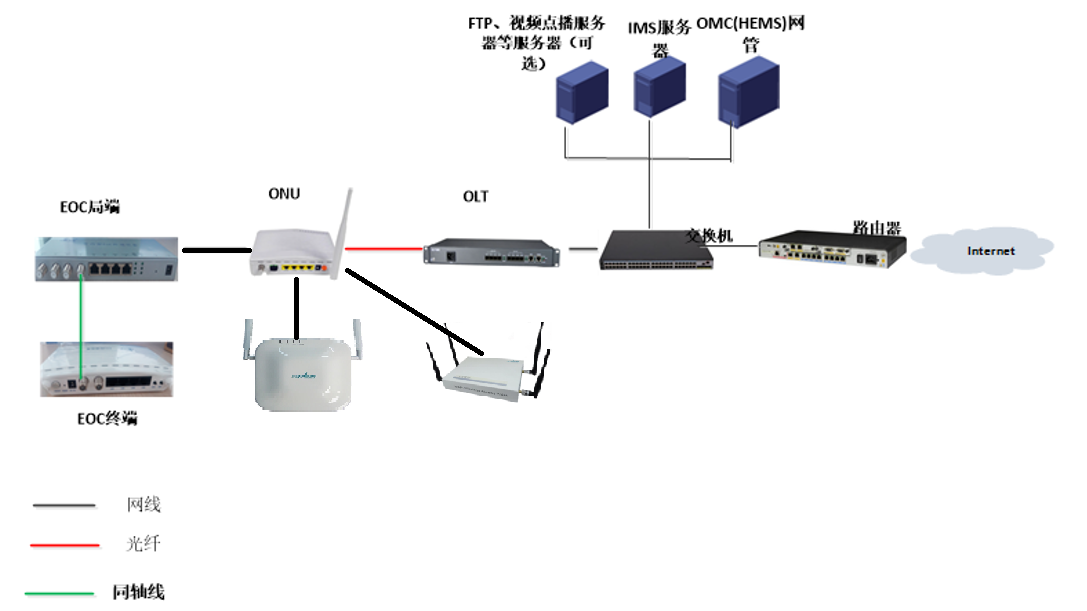 FTP、视频点播服务
器等服务器（可
选）
IMS服务
器
OMC(HEMS)网
管
EOC局端
ONU
OLT
交换机
路由器
Internet
EOC终端
网线
光纤
同轴线